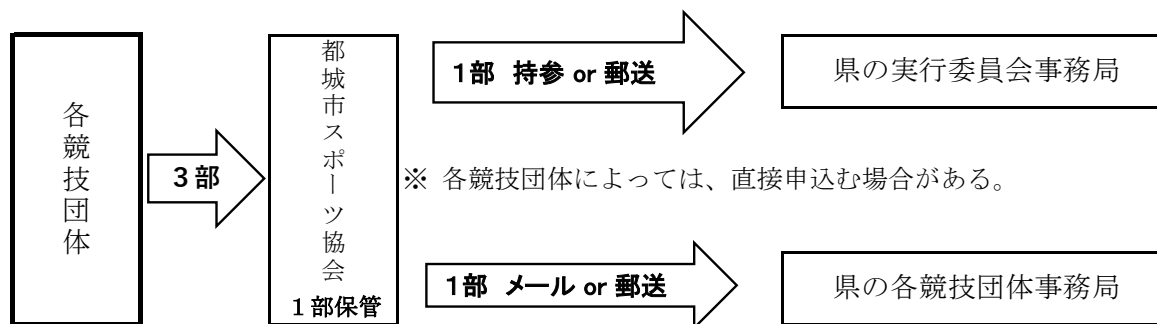 各競技団体
3部
都城市スポーツ協会
1部保管
1部 持参 or 郵送
県の実行委員会事務局
※ 各競技団体によっては、直接申込む場合がある。
1部 メール or 郵送
県の各競技団体事務局